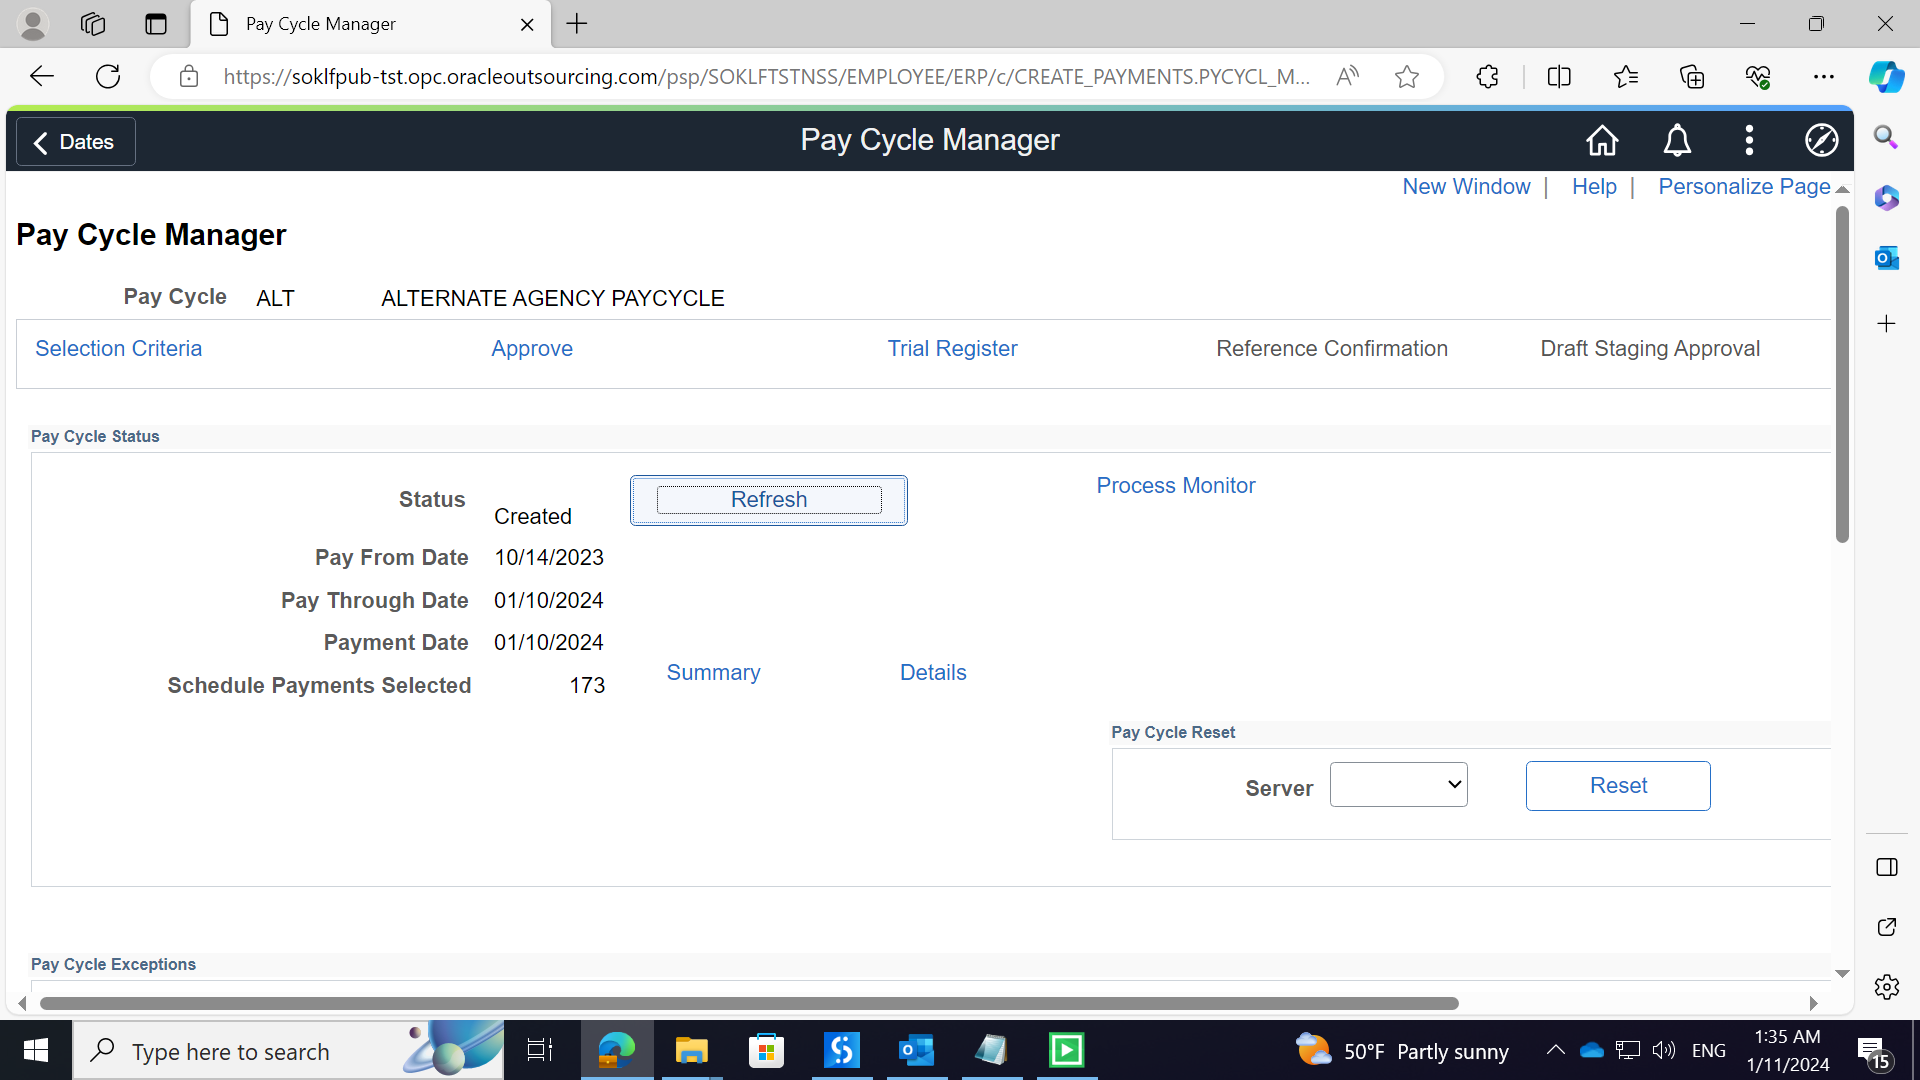 Pay Cycle Manager
https://soklfpub-tst.opc.oracleoutsourcing.com/psp/SOKLFTSTNSS/EMPLOYEE/ERP/c/CREATE_PAYMENTS.PYCYCL_M...
Dates
Pay Cycle Manager
New Window | Help | Personalize Page
Pay Cycle Manager
Pay Cycle ALT ALTERNATE AGENCY PAYCYCLE
Selection Criteria Approve Trial Register Reference Confirmation Draft Staging Approval
Pay Cycle Status
Status Created Refresh Process Monitor
Pay From Date 10/14/2023
Pay Through Date 01/10/2024
Payment Date 01/10/2024
Schedule Payments Selected 173 Summary Details
Pay Cycle Reset
Server Reset
Pay Cycle Exceptions
Type here to search
50°F Partly sunny
ENG
1:35 AM
1/11/2024
15